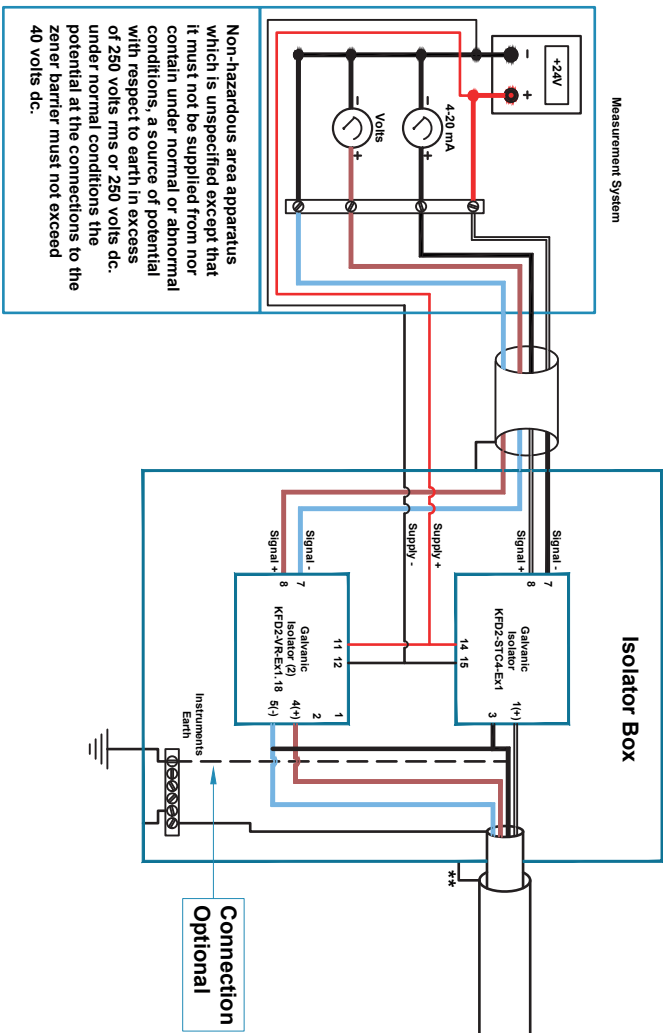 Measurement System
+24V
-
+
4-20 mA
-
+
Volts
-
+
Non-hazardous area apparatus
which is unspecified except that
it must not be supplied from nor
contain under normal or abnormal
conditions, a source of potential
with respect to earth in excess
of 250 volts rms or 250 volts dc.
under normal conditions the
potential at the connections to the
zener barrier must not exceed
40 volts dc.
Isolator Box
Signal -
Signal +
7
8
Galvanic
Isolator
KFD2-STC4-Ex1
1(+)
3
14 15
Supply +
Supply -
Signal -
Signal +
7
8
11 12
Galvanic
Isolator (2)
KFD2-VR-Ex1.18
1
2
4(+)
5(-)
Instruments
Earth
**
Connection
Optional